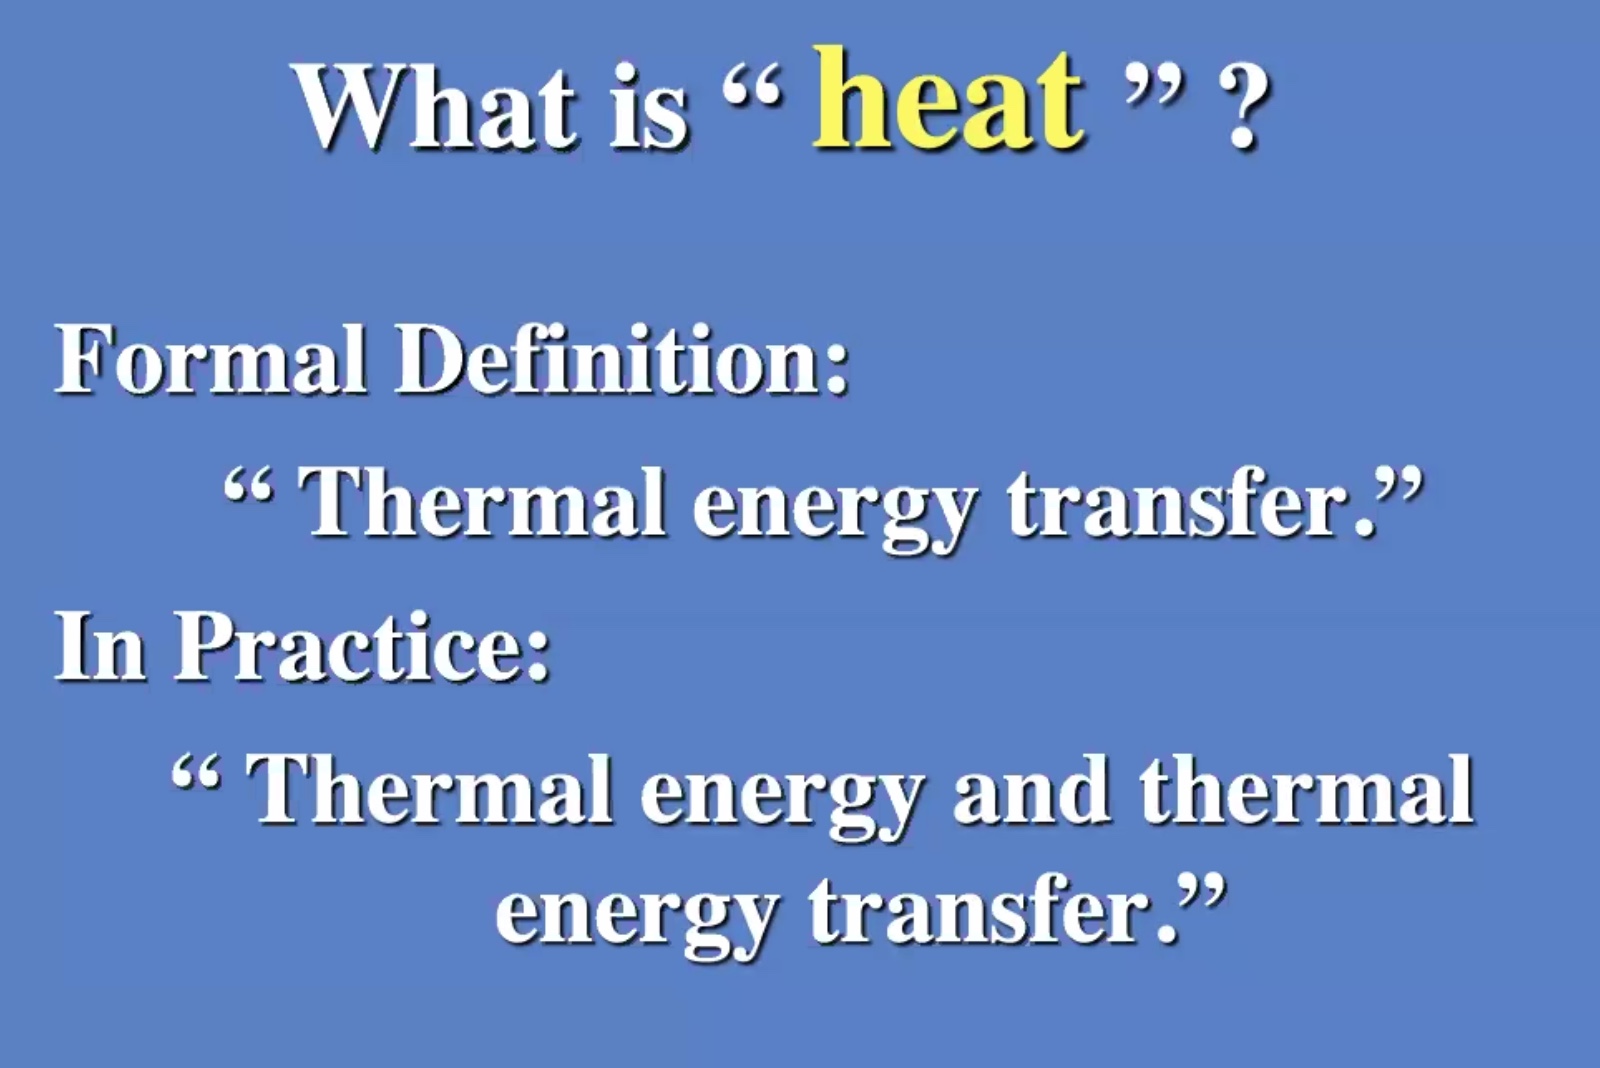 What is “ heat ” ?
Formal Definition:
“ Thermal energy transfer.”
In Practice:
“ Thermal energy and thermal
energy transfer.”